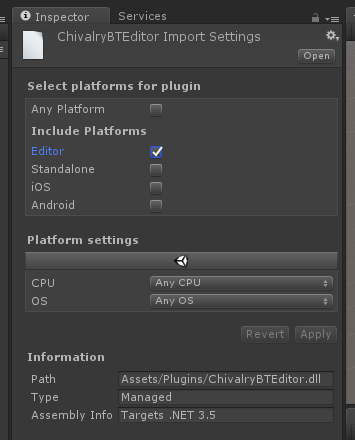 Inspector Services
ChivalryBTEditor Import Settings
Open
Select platforms for plugin
Any Platform
Include Platforms
Editor
Standalone
iOS
Android
Platform settings
CPU Any CPU
OS Any OS
Revert Apply
Information
Path Assets/Plugins/ChivalryBTEditor.dll
Type Managed
Assembly Info Targets .NET 3.5